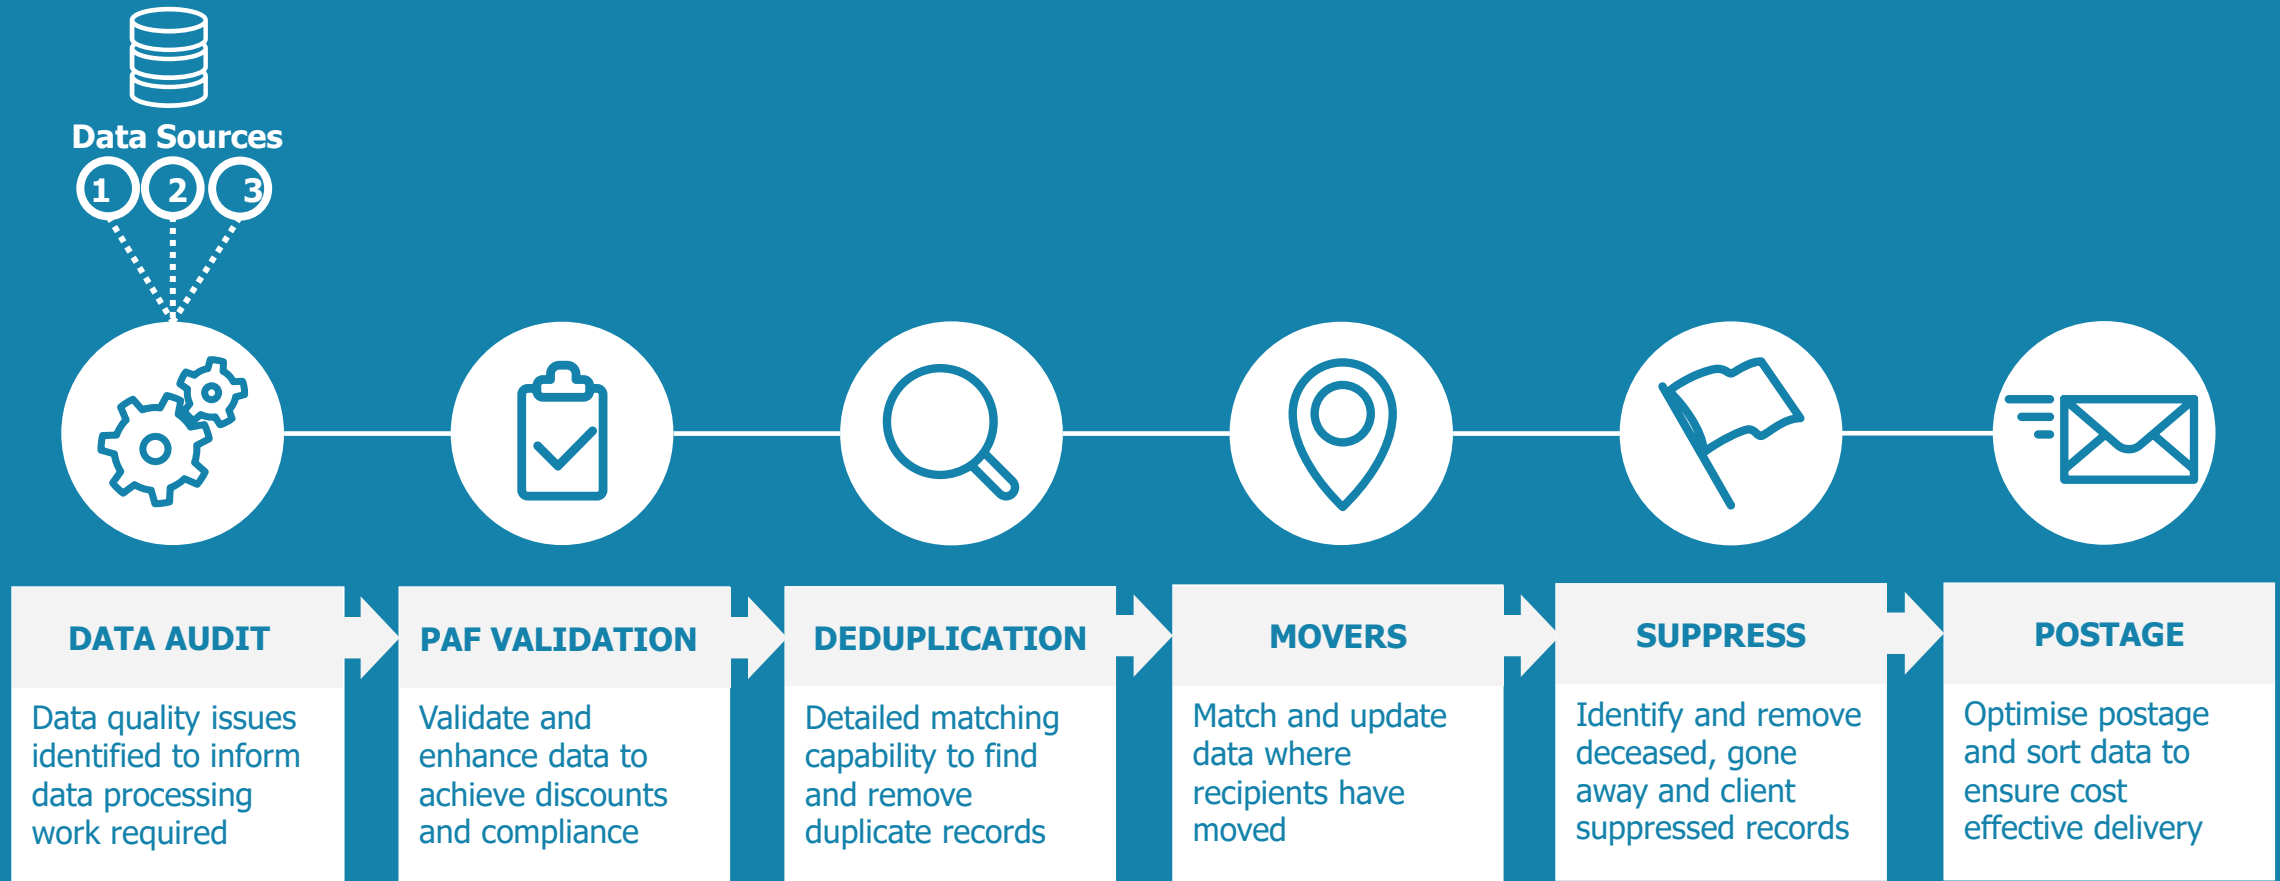 Data Sources
1 2 3
DATA AUDIT
Data quality issues
identified to inform
data processing
work required
PAF VALIDATION
Validate and
enhance data to
achieve discounts
and compliance
DEDUPLICATION
Detailed matching
capability to find
and remove
duplicate records
MOVERS
Match and update
data where
recipients have
moved
SUPPRESS
Identify and remove
deceased, gone
away and client
suppressed records
POSTAGE
Optimise postage
and sort data to
ensure cost
effective delivery